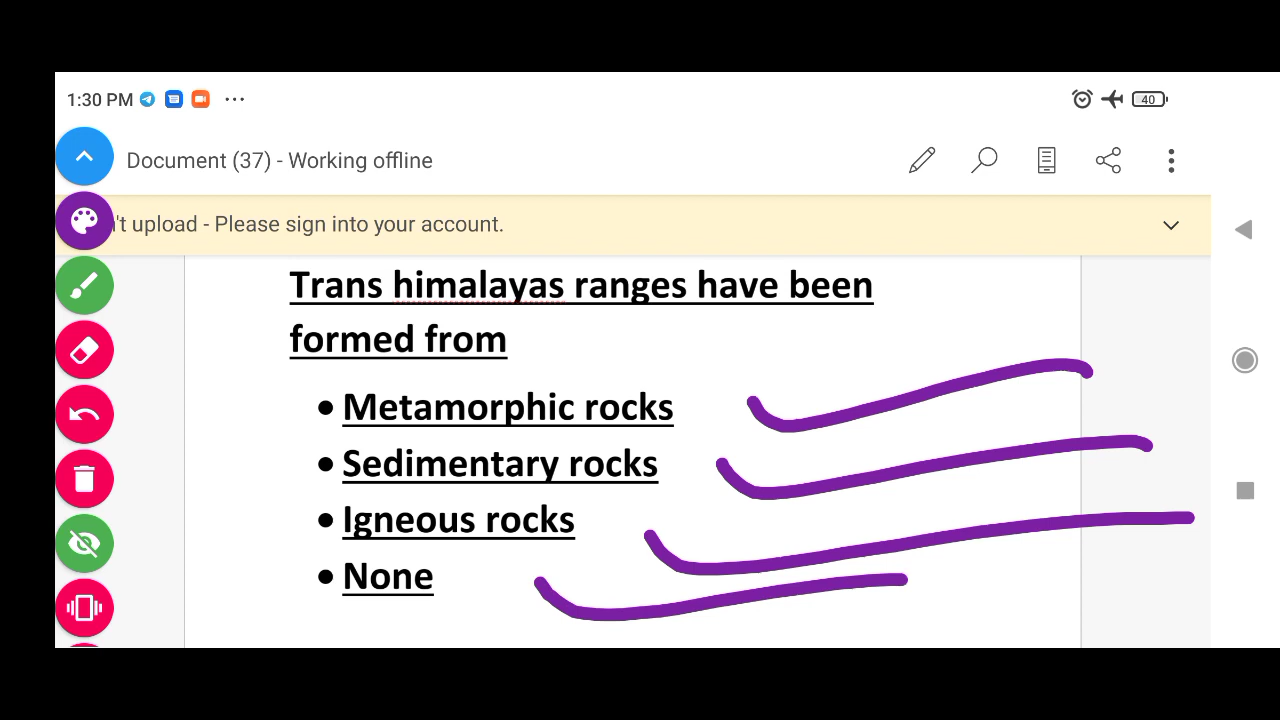 1:30 PM
40
Document (37) - Working offline
't upload - Please sign into your account.
Trans himalayas ranges have been
formed from
• Metamorphic rocks
• Sedimentary rocks
• Igneous rocks
• None